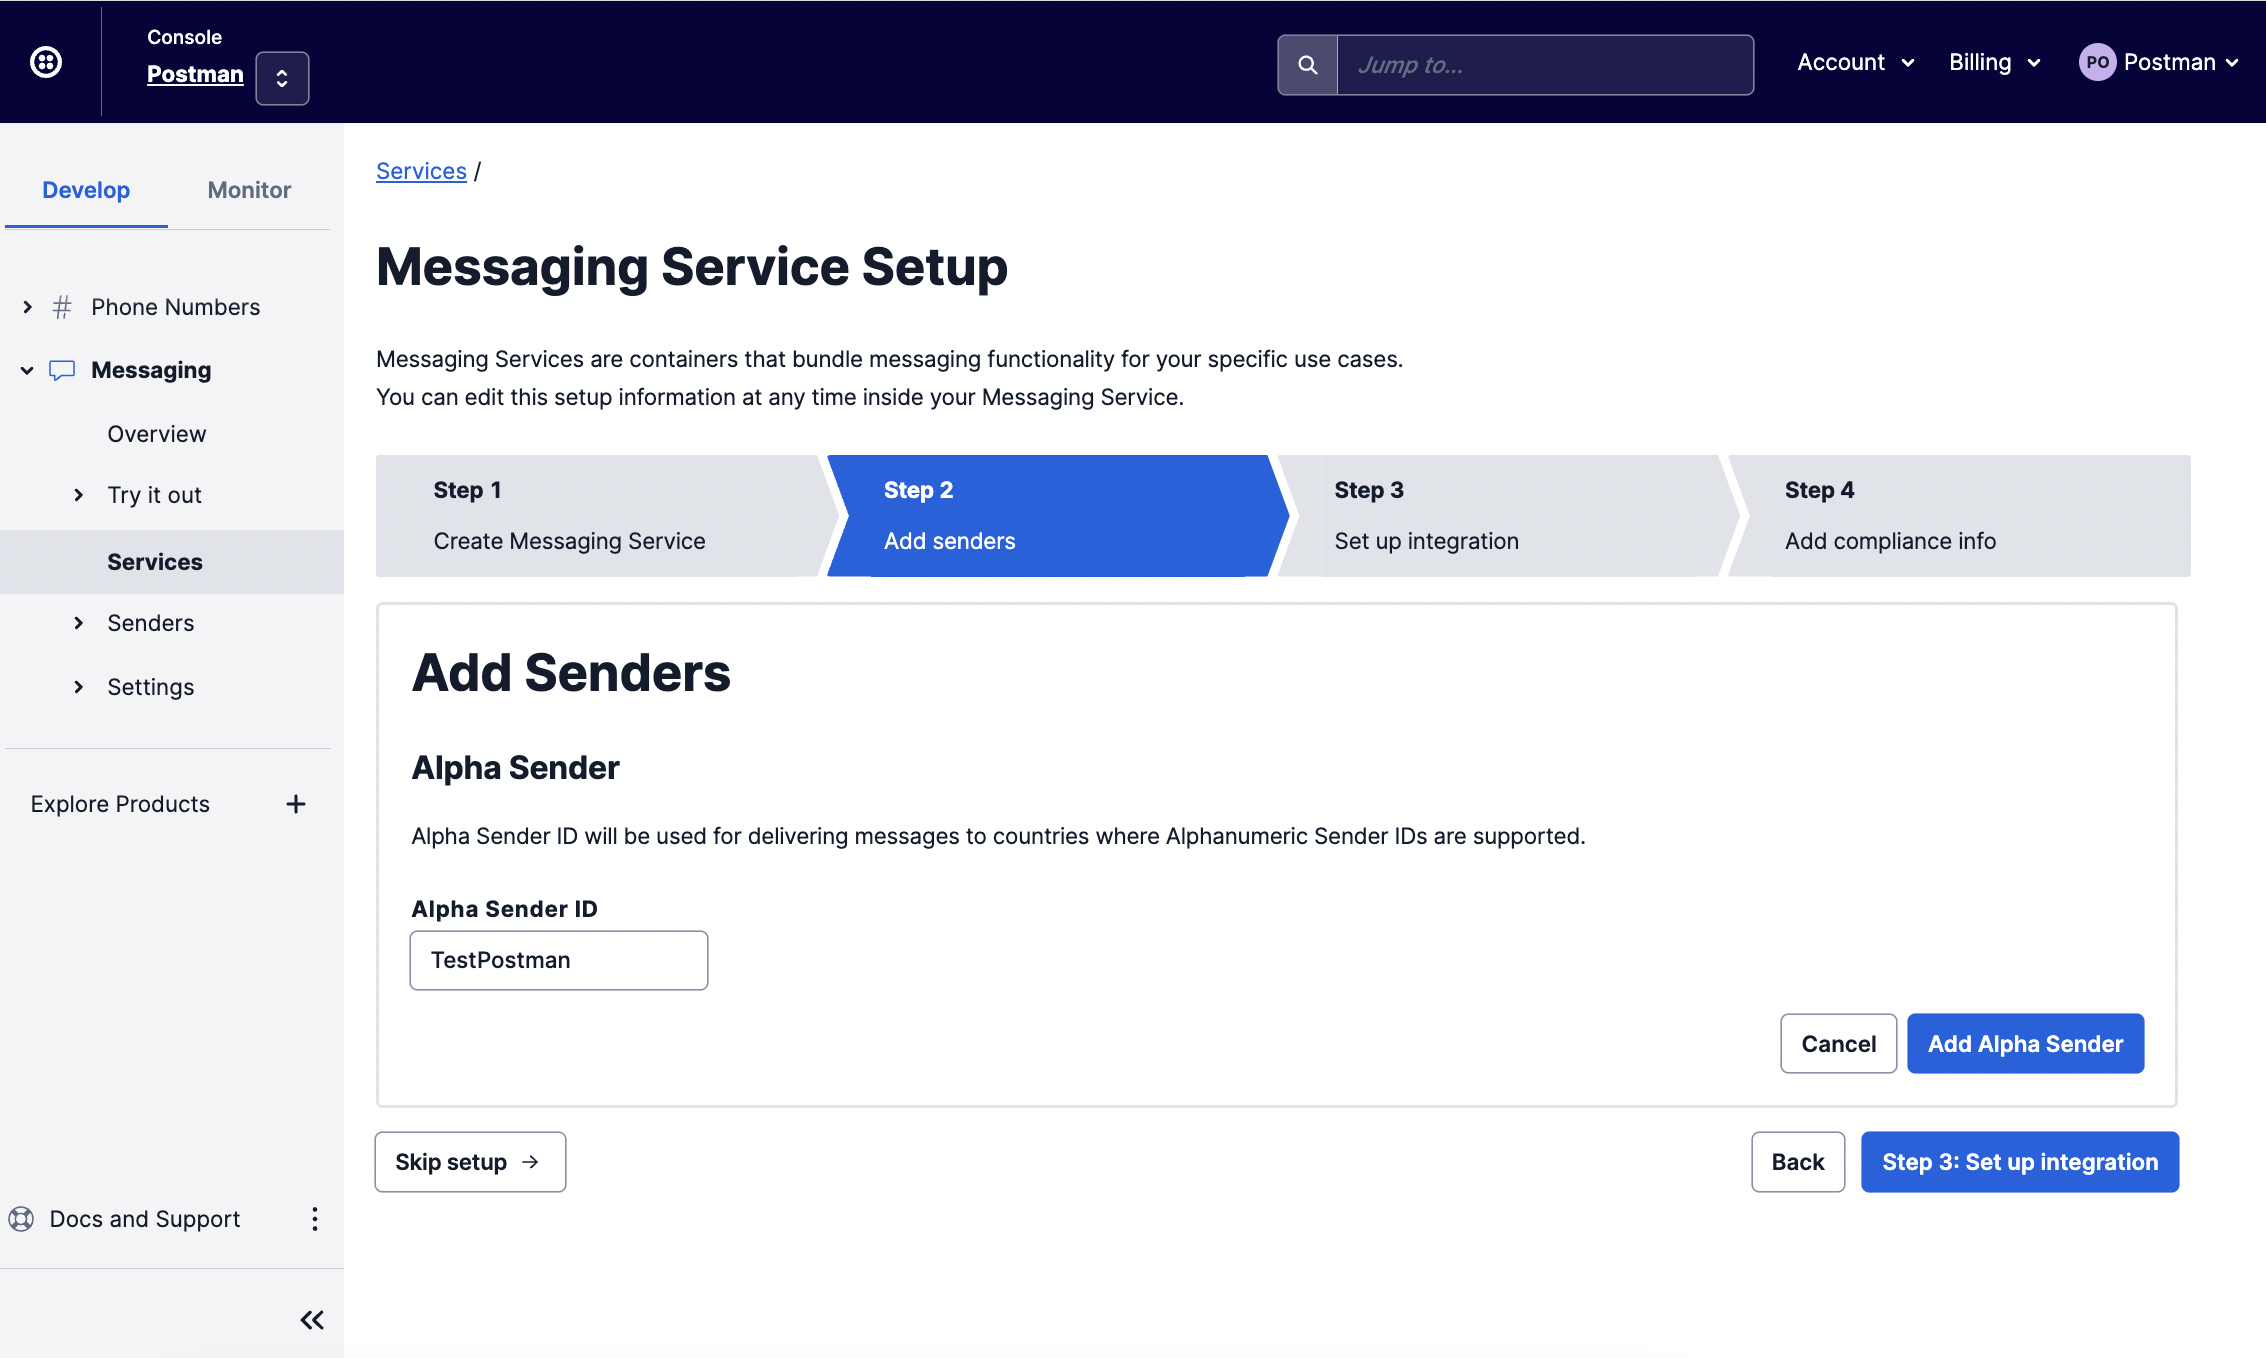 Console
Postman
Jump to...
Account
Billing
PO Postman
Develop
Monitor
# Phone Numbers
Messaging
Overview
Try it out
Services
Senders
Settings
Explore Products +
Docs and Support
Services /
Messaging Service Setup
Messaging Services are containers that bundle messaging functionality for your specific use cases.
You can edit this setup information at any time inside your Messaging Service.
Step 1
Create Messaging Service
Step 2
Add senders
Step 3
Set up integration
Step 4
Add compliance info
Add Senders
Alpha Sender
Alpha Sender ID will be used for delivering messages to countries where Alphanumeric Sender IDs are supported.
Alpha Sender ID
TestPostman
Cancel
Add Alpha Sender
Skip setup →
Back
Step 3: Set up integration